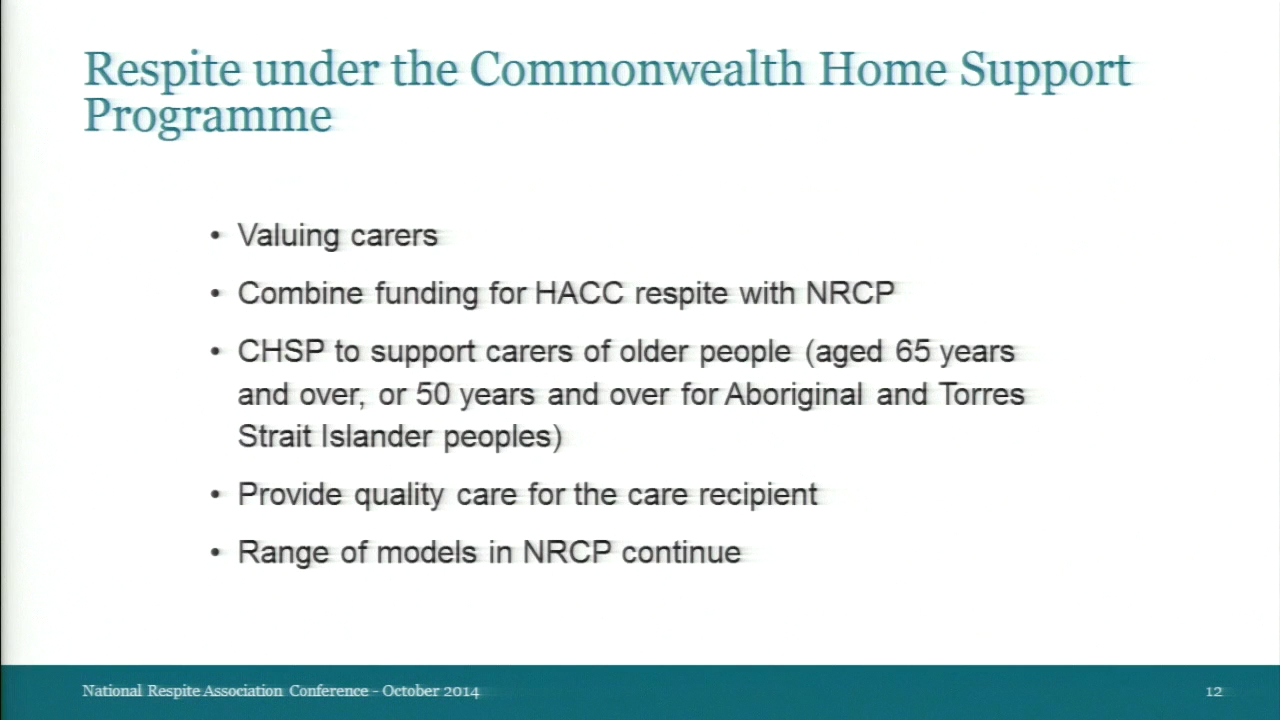 Respite under the Commonwealth Home Support
Programme
• Valuing carers
• Combine funding for HACC respite with NRCP
• CHSP to support carers of older people (aged 65 years
and over, or 50 years and over for Aboriginal and Torres
Strait Islander peoples)
• Provide quality care for the care recipient
• Range of models in NRCP continue
National Respite Association Conference - October 2014
12